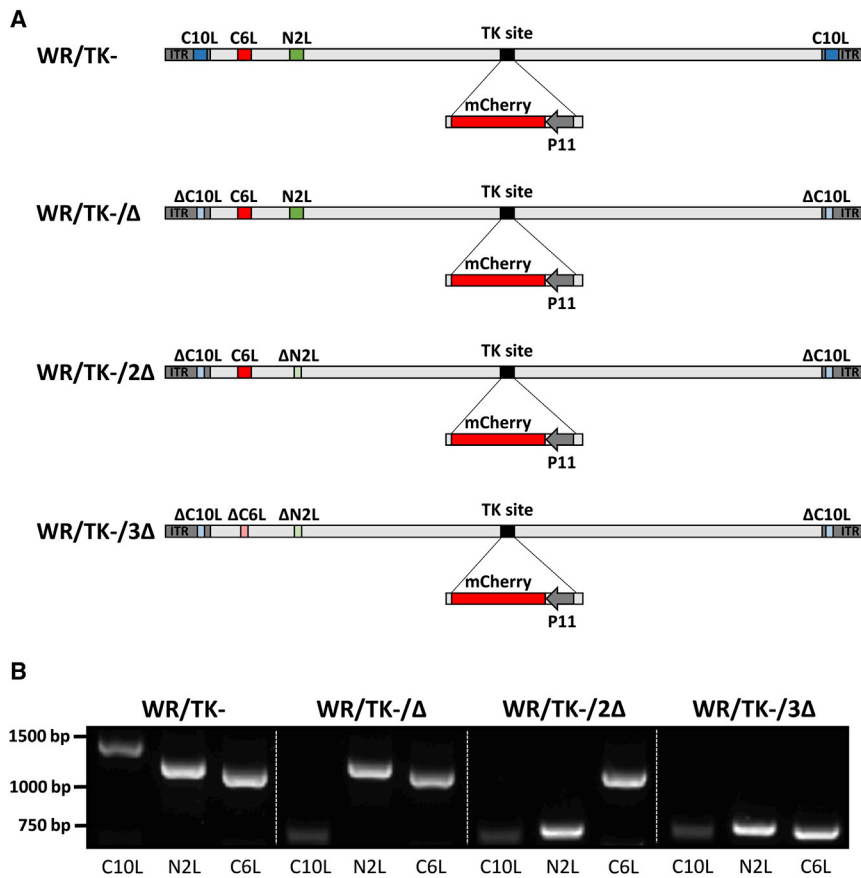 A
C10L C6L N2L TK site C10L
WR/TK-
ITR ITR
mCherry
P11
ΔC10L C6L N2L TK site ΔC10L
WR/TK-/Δ
ITR ITR
mCherry
P11
ΔC10L C6L ΔN2L TK site ΔC10L
WR/TK-/2Δ
ITR ITR
mCherry
P11
ΔC10L ΔC6L ΔN2L TK site ΔC10L
WR/TK-/3Δ
ITR ITR
mCherry
P11
B
WR/TK- WR/TK-/Δ WR/TK-/2Δ WR/TK-/3Δ
1500 bp
1000 bp
750 bp
C10L N2L C6L C10L N2L C6L C10L N2L C6L C10L N2L C6L